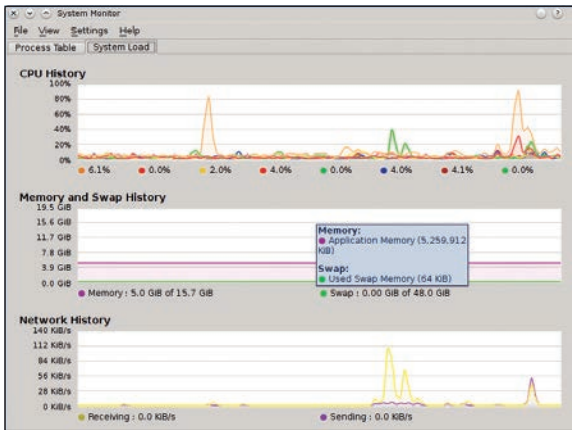 System Monitor
File View Settings Help
Process Table System Load
CPU History
100%
80%
60%
40%
20%
0%
6.1% 0.0% 2.0% 4.0% 0.0% 4.0% 4.1% 0.0%
Memory and Swap History
19.5 GiB
15.6 GiB
11.7 GiB
7.8 GiB
3.9 GiB
0.0 GiB
Memory:
Application Memory (5,259,912
KiB)
Swap:
Used Swap Memory (64 KiB)
Memory : 5.0 GiB of 15.7 GiB Swap : 0.00 GiB of 48.0 GiB
Network History
140 KiB/s
112 KiB/s
84 KiB/s
56 KiB/s
28 KiB/s
0 KiB/s
Receiving : 0.0 KiB/s Sending : 0.0 KiB/s